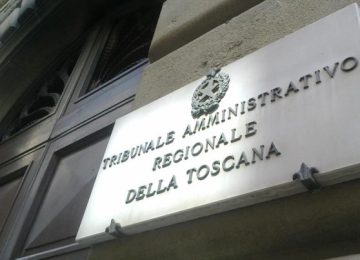 TRIBUNALE AMMINISTRATIVO
REGIONALE
DELLA TOSCANA